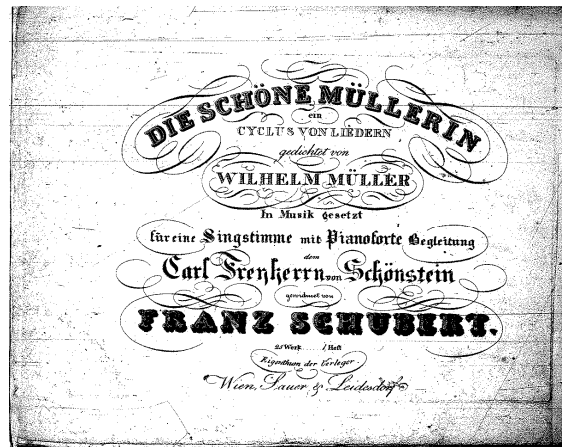 DIE SCHÖNE MÜLLERIN
ein
CYCLUS VON LIEDERN
gedichtet von
WILHELM MÜLLER
In Musik gesetzt
für eine Singstimme mit Pianoforte Begleitung
dem
Carl Freyherrn von Schönstein
gewidmet von
FRANZ SCHUBERT.
25 Werk 1 Heft
Eigenthum der Verleger
Wien, Sauer & Leidesdorf